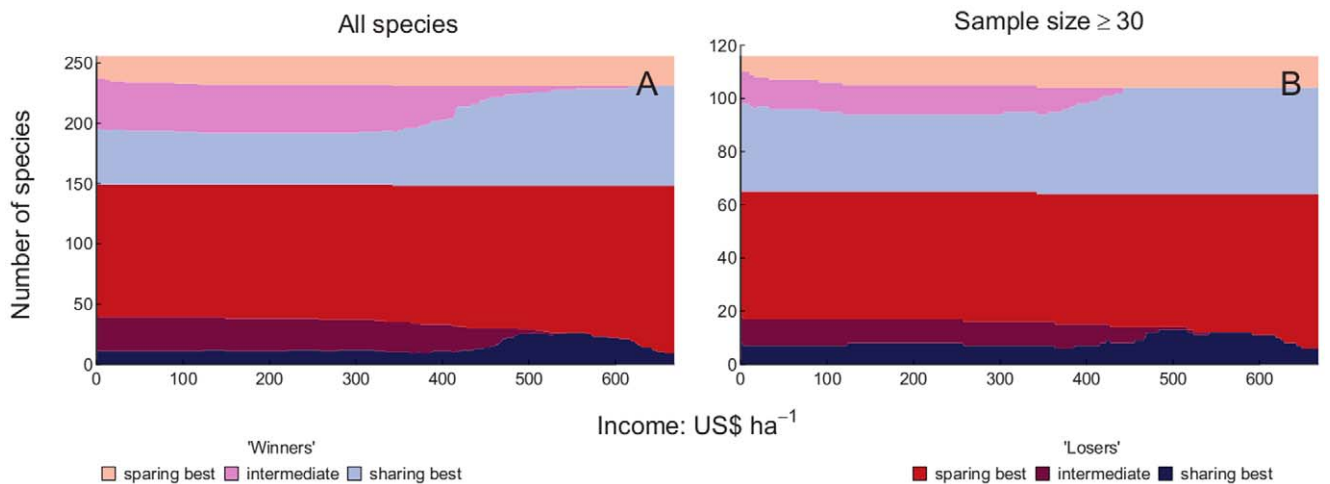 All species
Sample size ≥ 30
Number of species
250
200
150
100
50
0
A
0 100 200 300 400 500 600
120
100
80
60
40
20
0
B
0 100 200 300 400 500 600
Income: US$ ha⁻¹
'Winners'
sparing best intermediate sharing best
'Losers'
sparing best intermediate sharing best